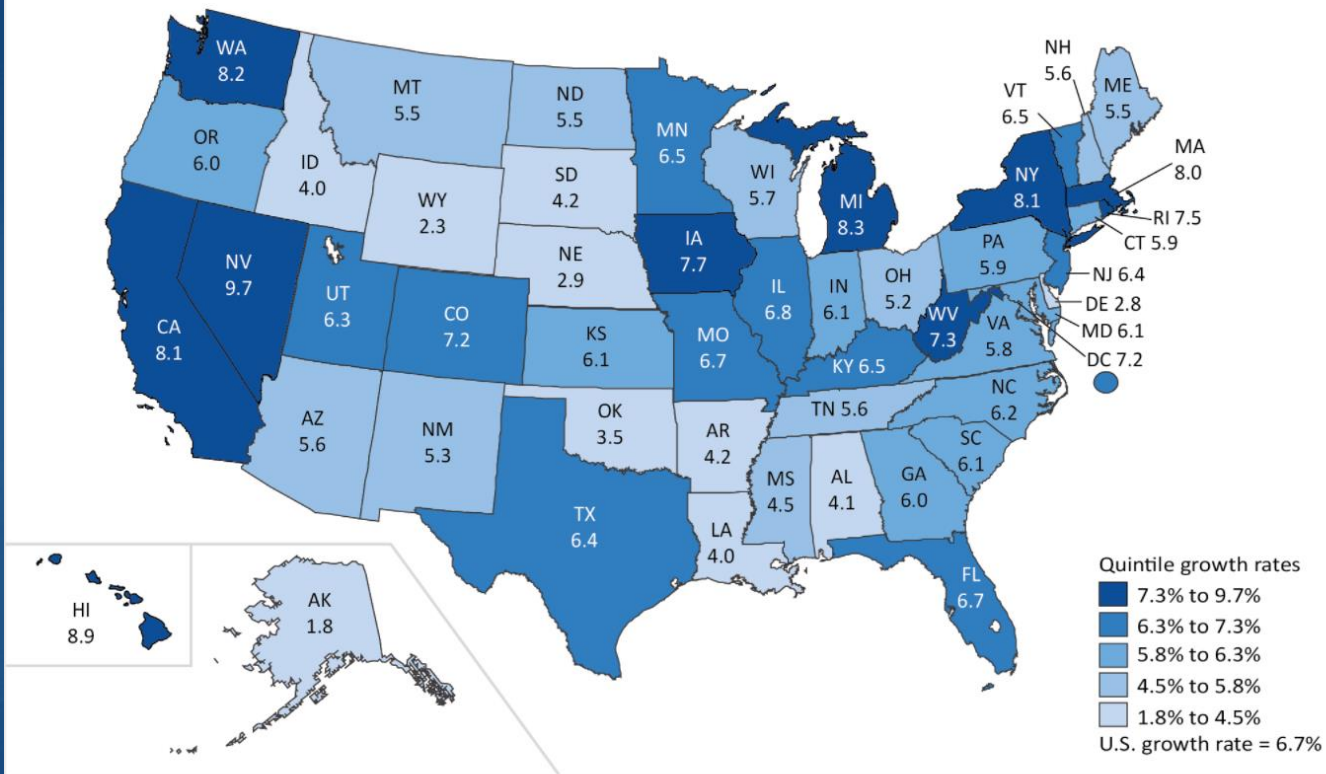 WA
8.2
MT
5.5
ND
5.5
MN
6.5
NH
5.6
VT
6.5
ME
5.5
OR
6.0
ID
4.0
WY
2.3
SD
4.2
WI
5.7
MI
8.3
NY
8.1
MA
8.0
RI 7.5
CT 5.9
NV
9.7
CA
8.1
UT
6.3
CO
7.2
NE
2.9
IA
7.7
IL
6.8
IN
6.1
OH
5.2
PA
5.9
NJ 6.4
DE 2.8
MD 6.1
DC 7.2
WV
7.3
VA
5.8
KS
6.1
MO
6.7
KY 6.5
AZ
5.6
NM
5.3
OK
3.5
AR
4.2
TN 5.6
NC
6.2
SC
6.1
MS
4.5
AL
4.1
GA
6.0
TX
6.4
LA
4.0
FL
6.7
HI
8.9
AK
1.8
Quintile growth rates
7.3% to 9.7%
6.3% to 7.3%
5.8% to 6.3%
4.5% to 5.8%
1.8% to 4.5%
U.S. growth rate = 6.7%